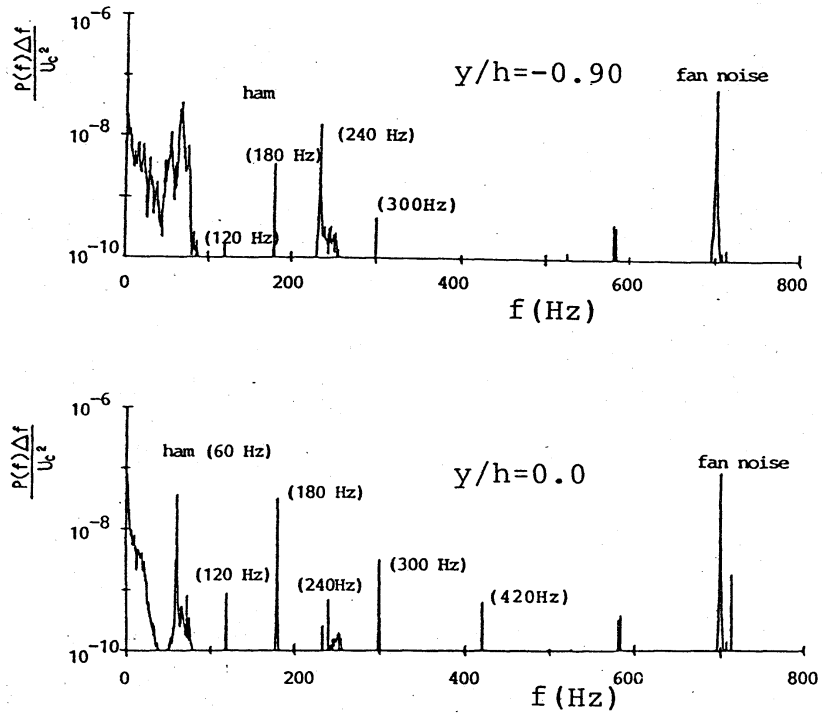 10⁻⁶
P(f)Δf
U_c²
y/h=-0.90
fan noise
ham
10⁻⁸
(240 Hz)
(180 Hz)
(300Hz)
(120 Hz)
10⁻¹⁰
0 200 400 600 800
f(Hz)
10⁻⁶
P(f)Δf
U_c²
ham (60 Hz)
y/h=0.0
fan noise
(180 Hz)
10⁻⁸
(300 Hz)
(120 Hz)
(240Hz)
(420Hz)
10⁻¹⁰
0 200 400 600 800
f(Hz)